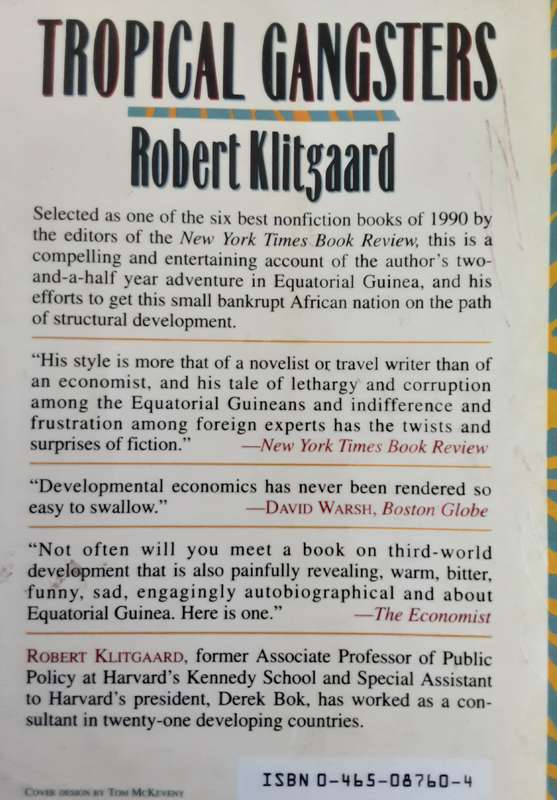 TROPICAL GANGSTERS
Robert Klitgaard
Selected as one of the six best nonfiction books of 1990 by
the editors of the New York Times Book Review, this is a
compelling and entertaining account of the author's two-
and-a-half year adventure in Equatorial Guinea, and his
efforts to get this small bankrupt African nation on the path
of structural development.
“His style is more that of a novelist or travel writer than of
an economist, and his tale of lethargy and corruption
among the Equatorial Guineans and indifference and
frustration among foreign experts has the twists and
surprises of fiction.” —New York Times Book Review
“Developmental economics has never been rendered so
easy to swallow.” —DAVID WARSH, Boston Globe
“Not often will you meet a book on third-world
development that is also painfully revealing, warm, bitter,
funny, sad, engagingly autobiographical and about
Equatorial Guinea. Here is one.” —The Economist
ROBERT KLITGAARD, former Associate Professor of Public
Policy at Harvard's Kennedy School and Special Assistant
to Harvard's president, Derek Bok, has worked as a con-
sultant in twenty-one developing countries.
ISBN 0-465-08760-4
COVER DESIGN BY TOM MCKEVENY